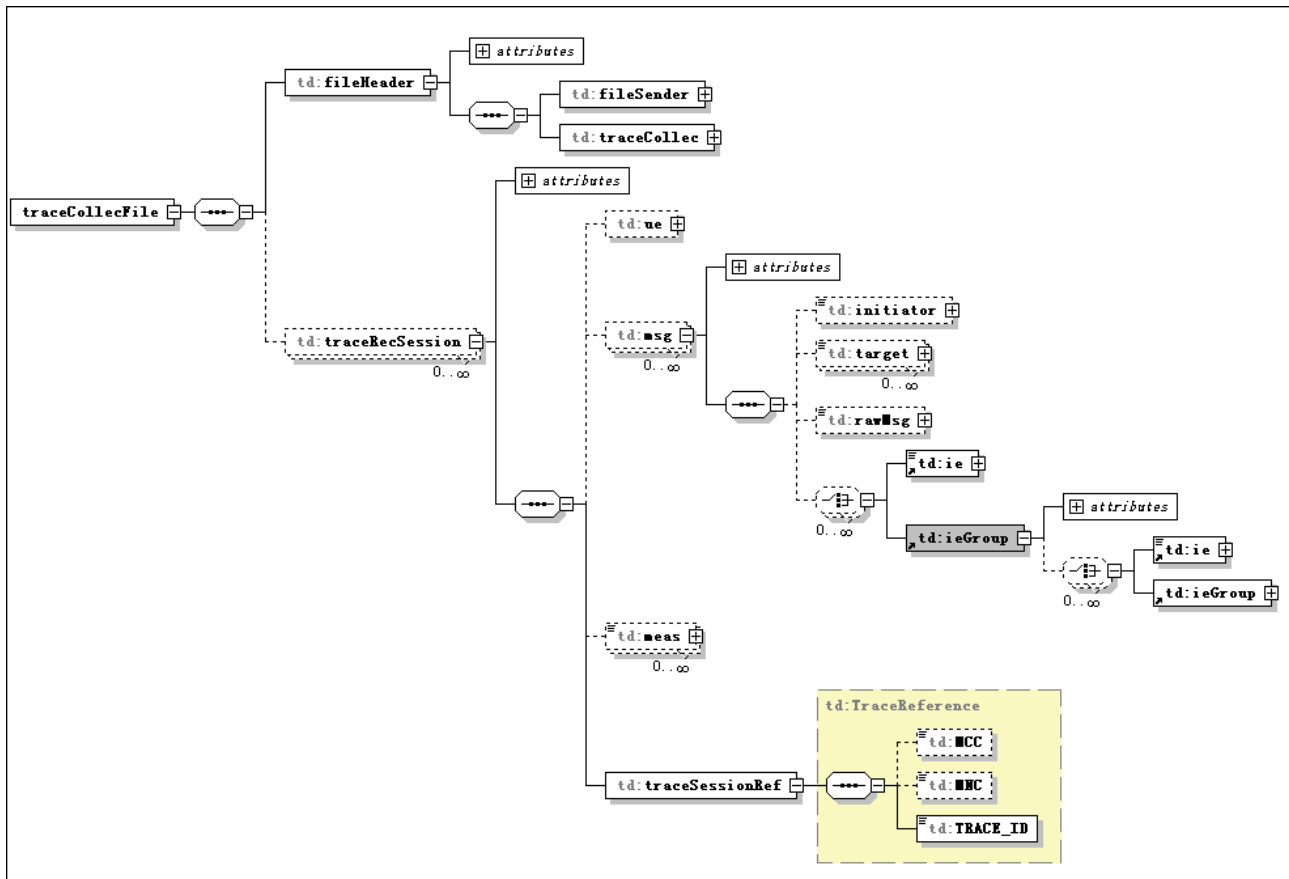 attributes
td:fileHeader
td:fileSender
td:traceCollec
attributes
traceCollecFile
td:ue
attributes
td:initiator
td:traceRecSession
0..∞
td:msg
0..∞
td:target
0..∞
td:rawMsg
td:ie
0..∞
td:ieGroup
attributes
td:ie
0..∞
td:ieGroup
td:meas
0..∞
td:TraceReference
td:MCC
td:traceSessionRef
td:MNC
td:TRACE_ID